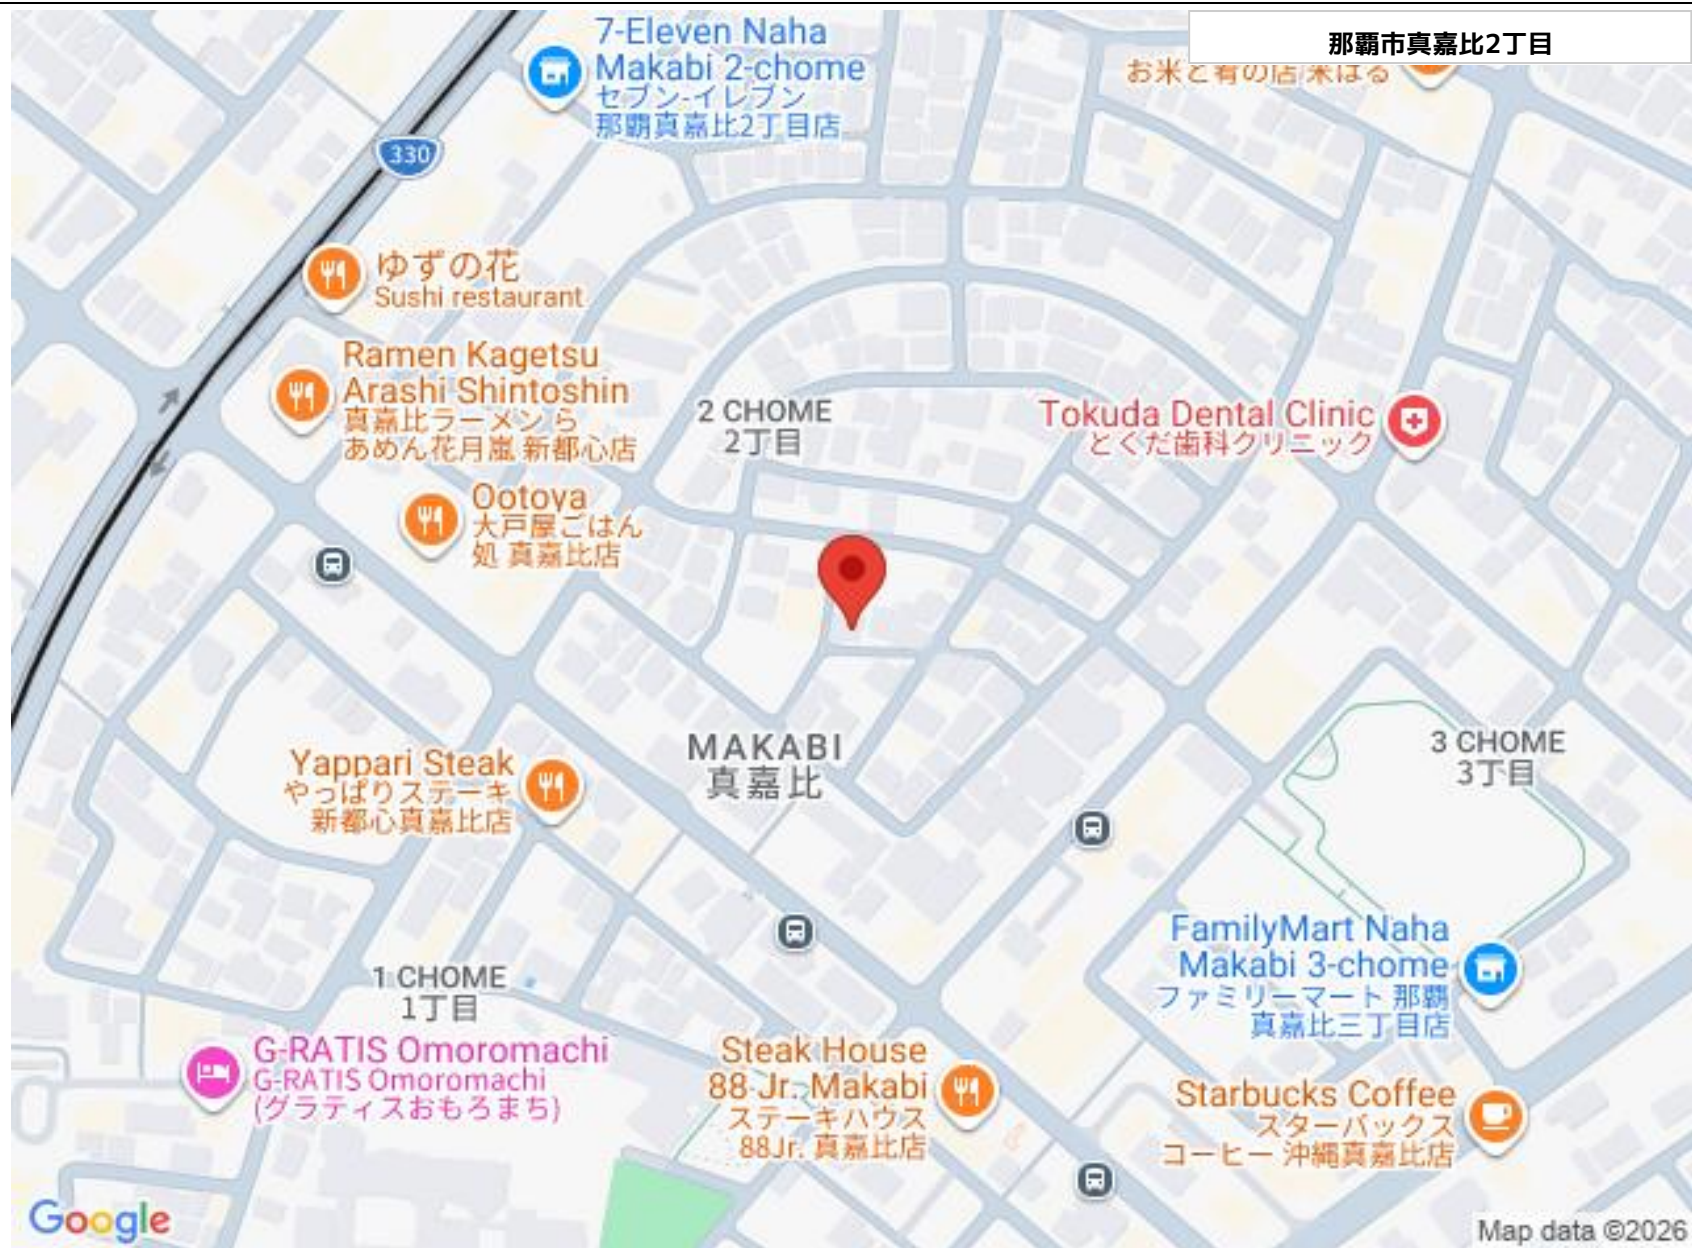 那覇市真嘉比2丁目
7-Eleven Naha
Makabi 2-chome
セブン-イレブン
那覇真嘉比2丁目店
お米と肴の店 米はる
330
ゆずの花
Sushi restaurant
Ramen Kagetsu
Arashi Shintoshin
真嘉比ラーメン ら
あめん花月嵐 新都心店
2 CHOME
2丁目
Tokuda Dental Clinic
とくだ歯科クリニック
Ootoya
大戸屋ごはん
処 真嘉比店
MAKABI
真嘉比
3 CHOME
3丁目
Yappari Steak
やっぱりステーキ
新都心真嘉比店
FamilyMart Naha
Makabi 3-chome
ファミリーマート 那覇
真嘉比三丁目店
1 CHOME
1丁目
G-RATIS Omoromachi
G-RATIS Omoromachi
(グラティスおもろまち)
Steak House
88 Jr. Makabi
ステーキハウス
88Jr. 真嘉比店
Starbucks Coffee
スターバックス
コーヒー 沖縄真嘉比店
Google
Map data ©2026